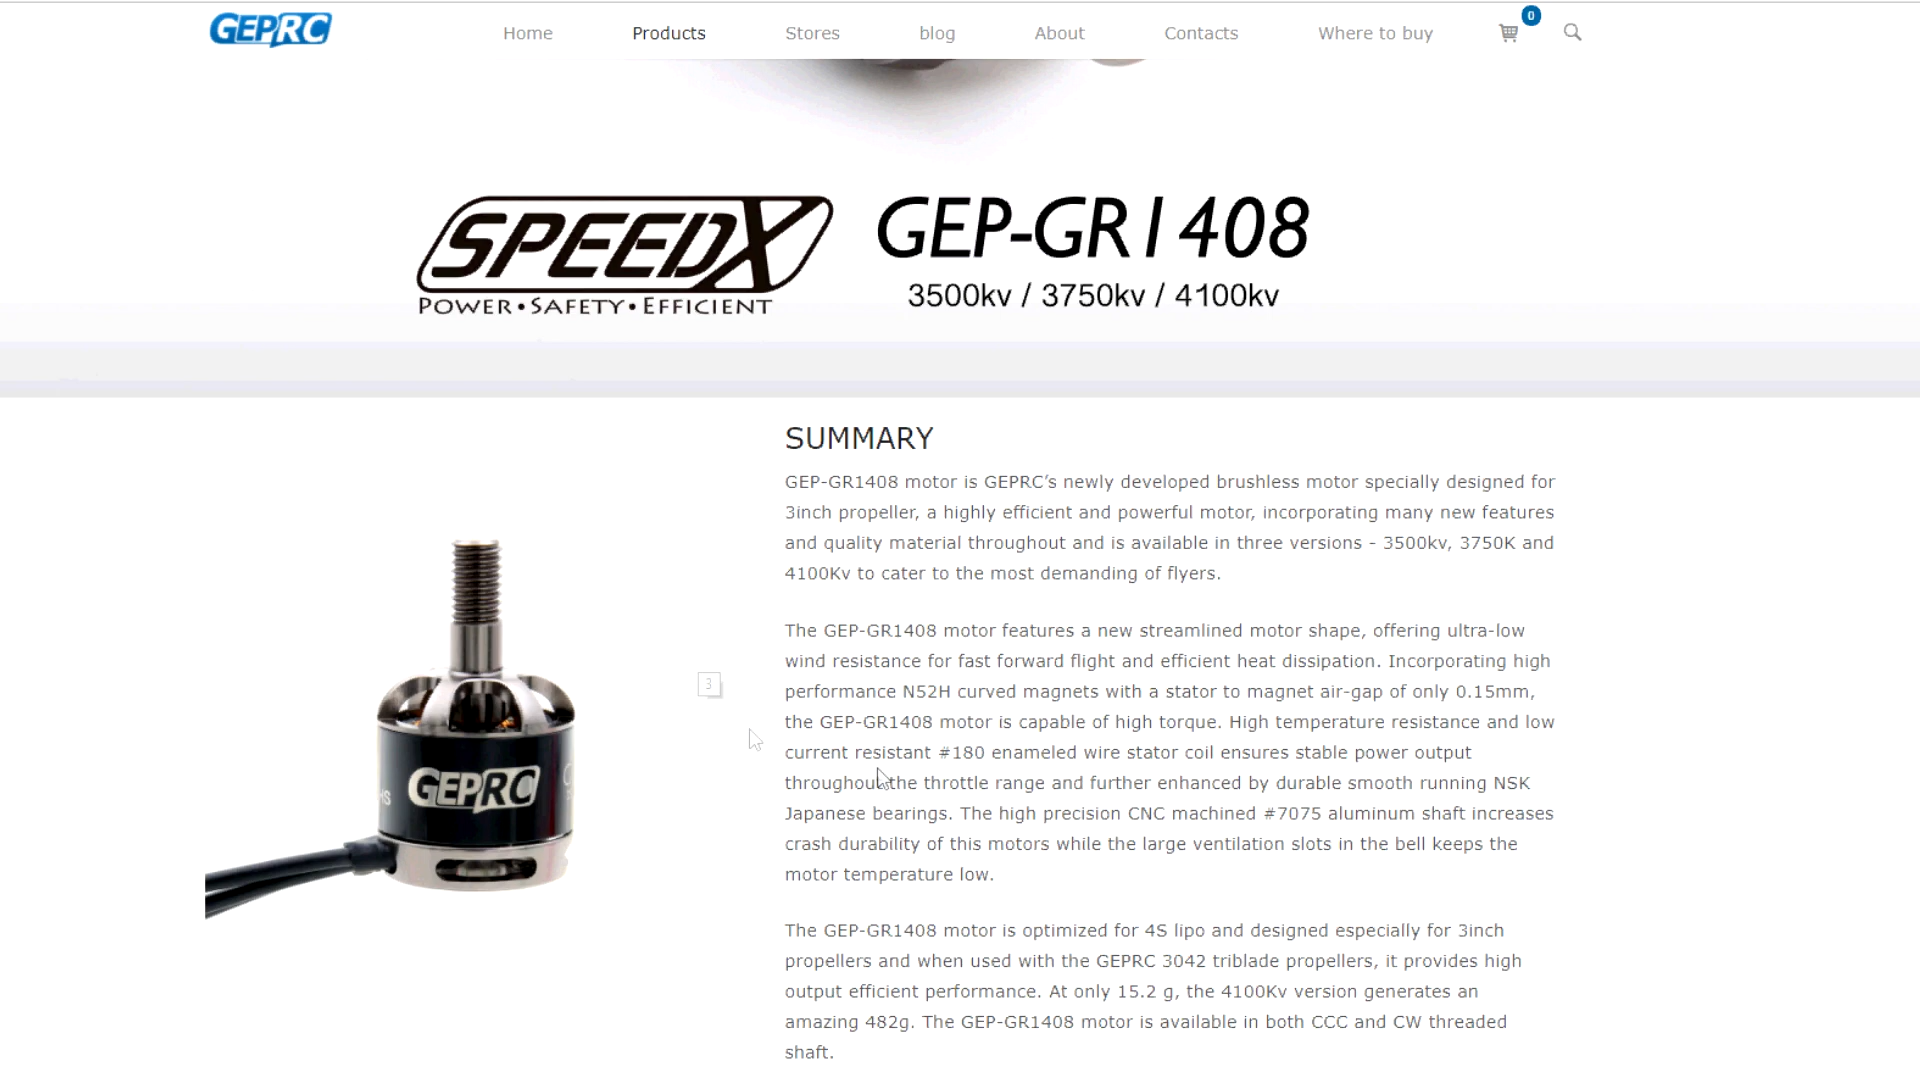 GEPRC Home Products Stores blog About Contacts Where to buy 0
SPEEDX GEP-GR1408
POWER•SAFETY•EFFICIENT 3500kv / 3750kv / 4100kv
SUMMARY
GEP-GR1408 motor is GEPRC’s newly developed brushless motor specially designed for
3inch propeller, a highly efficient and powerful motor, incorporating many new features
and quality material throughout and is available in three versions - 3500kv, 3750K and
4100Kv to cater to the most demanding of flyers.
The GEP-GR1408 motor features a new streamlined motor shape, offering ultra-low
wind resistance for fast forward flight and efficient heat dissipation. Incorporating high
performance N52H curved magnets with a stator to magnet air-gap of only 0.15mm,
the GEP-GR1408 motor is capable of high torque. High temperature resistance and low
current resistant #180 enameled wire stator coil ensures stable power output
throughout the throttle range and further enhanced by durable smooth running NSK
Japanese bearings. The high precision CNC machined #7075 aluminum shaft increases
crash durability of this motors while the large ventilation slots in the bell keeps the
motor temperature low.
The GEP-GR1408 motor is optimized for 4S lipo and designed especially for 3inch
propellers and when used with the GEPRC 3042 triblade propellers, it provides high
output efficient performance. At only 15.2 g, the 4100Kv version generates an
amazing 482g. The GEP-GR1408 motor is available in both CCC and CW threaded
shaft.
3
GEPRC